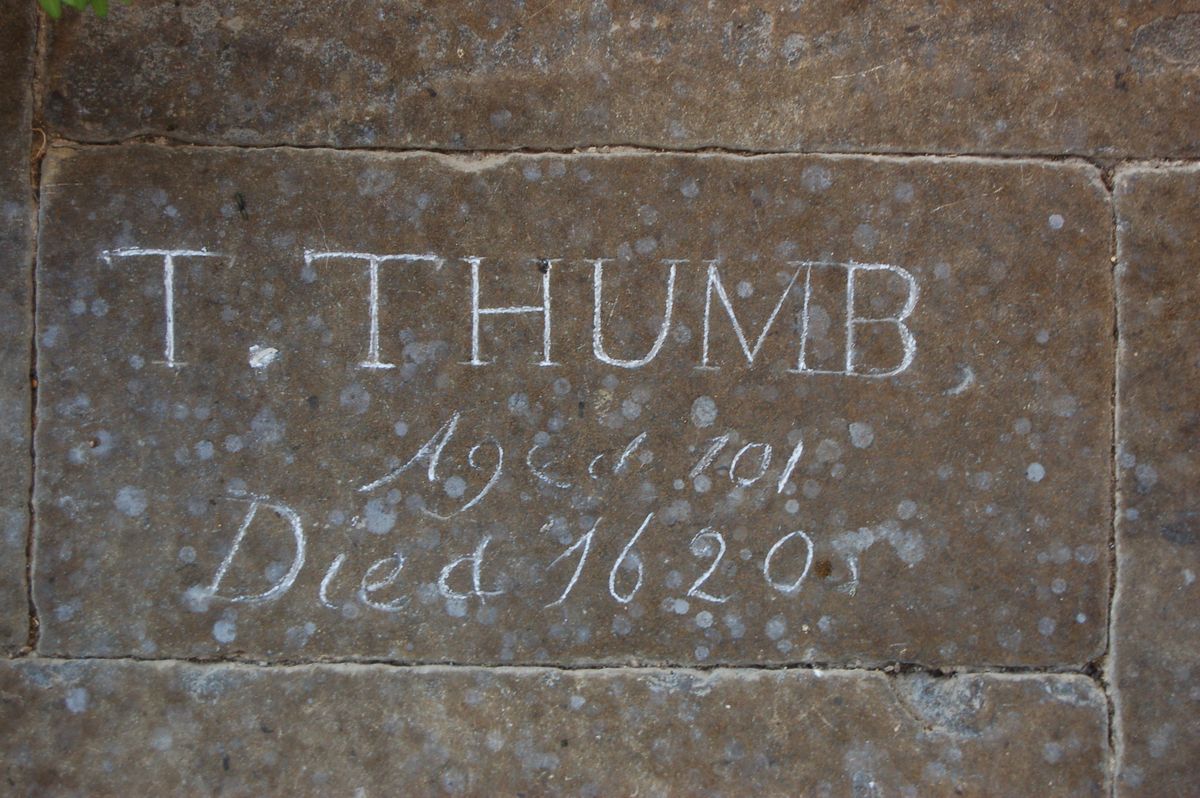 T. THUMB,
Aged 101
Died 1620